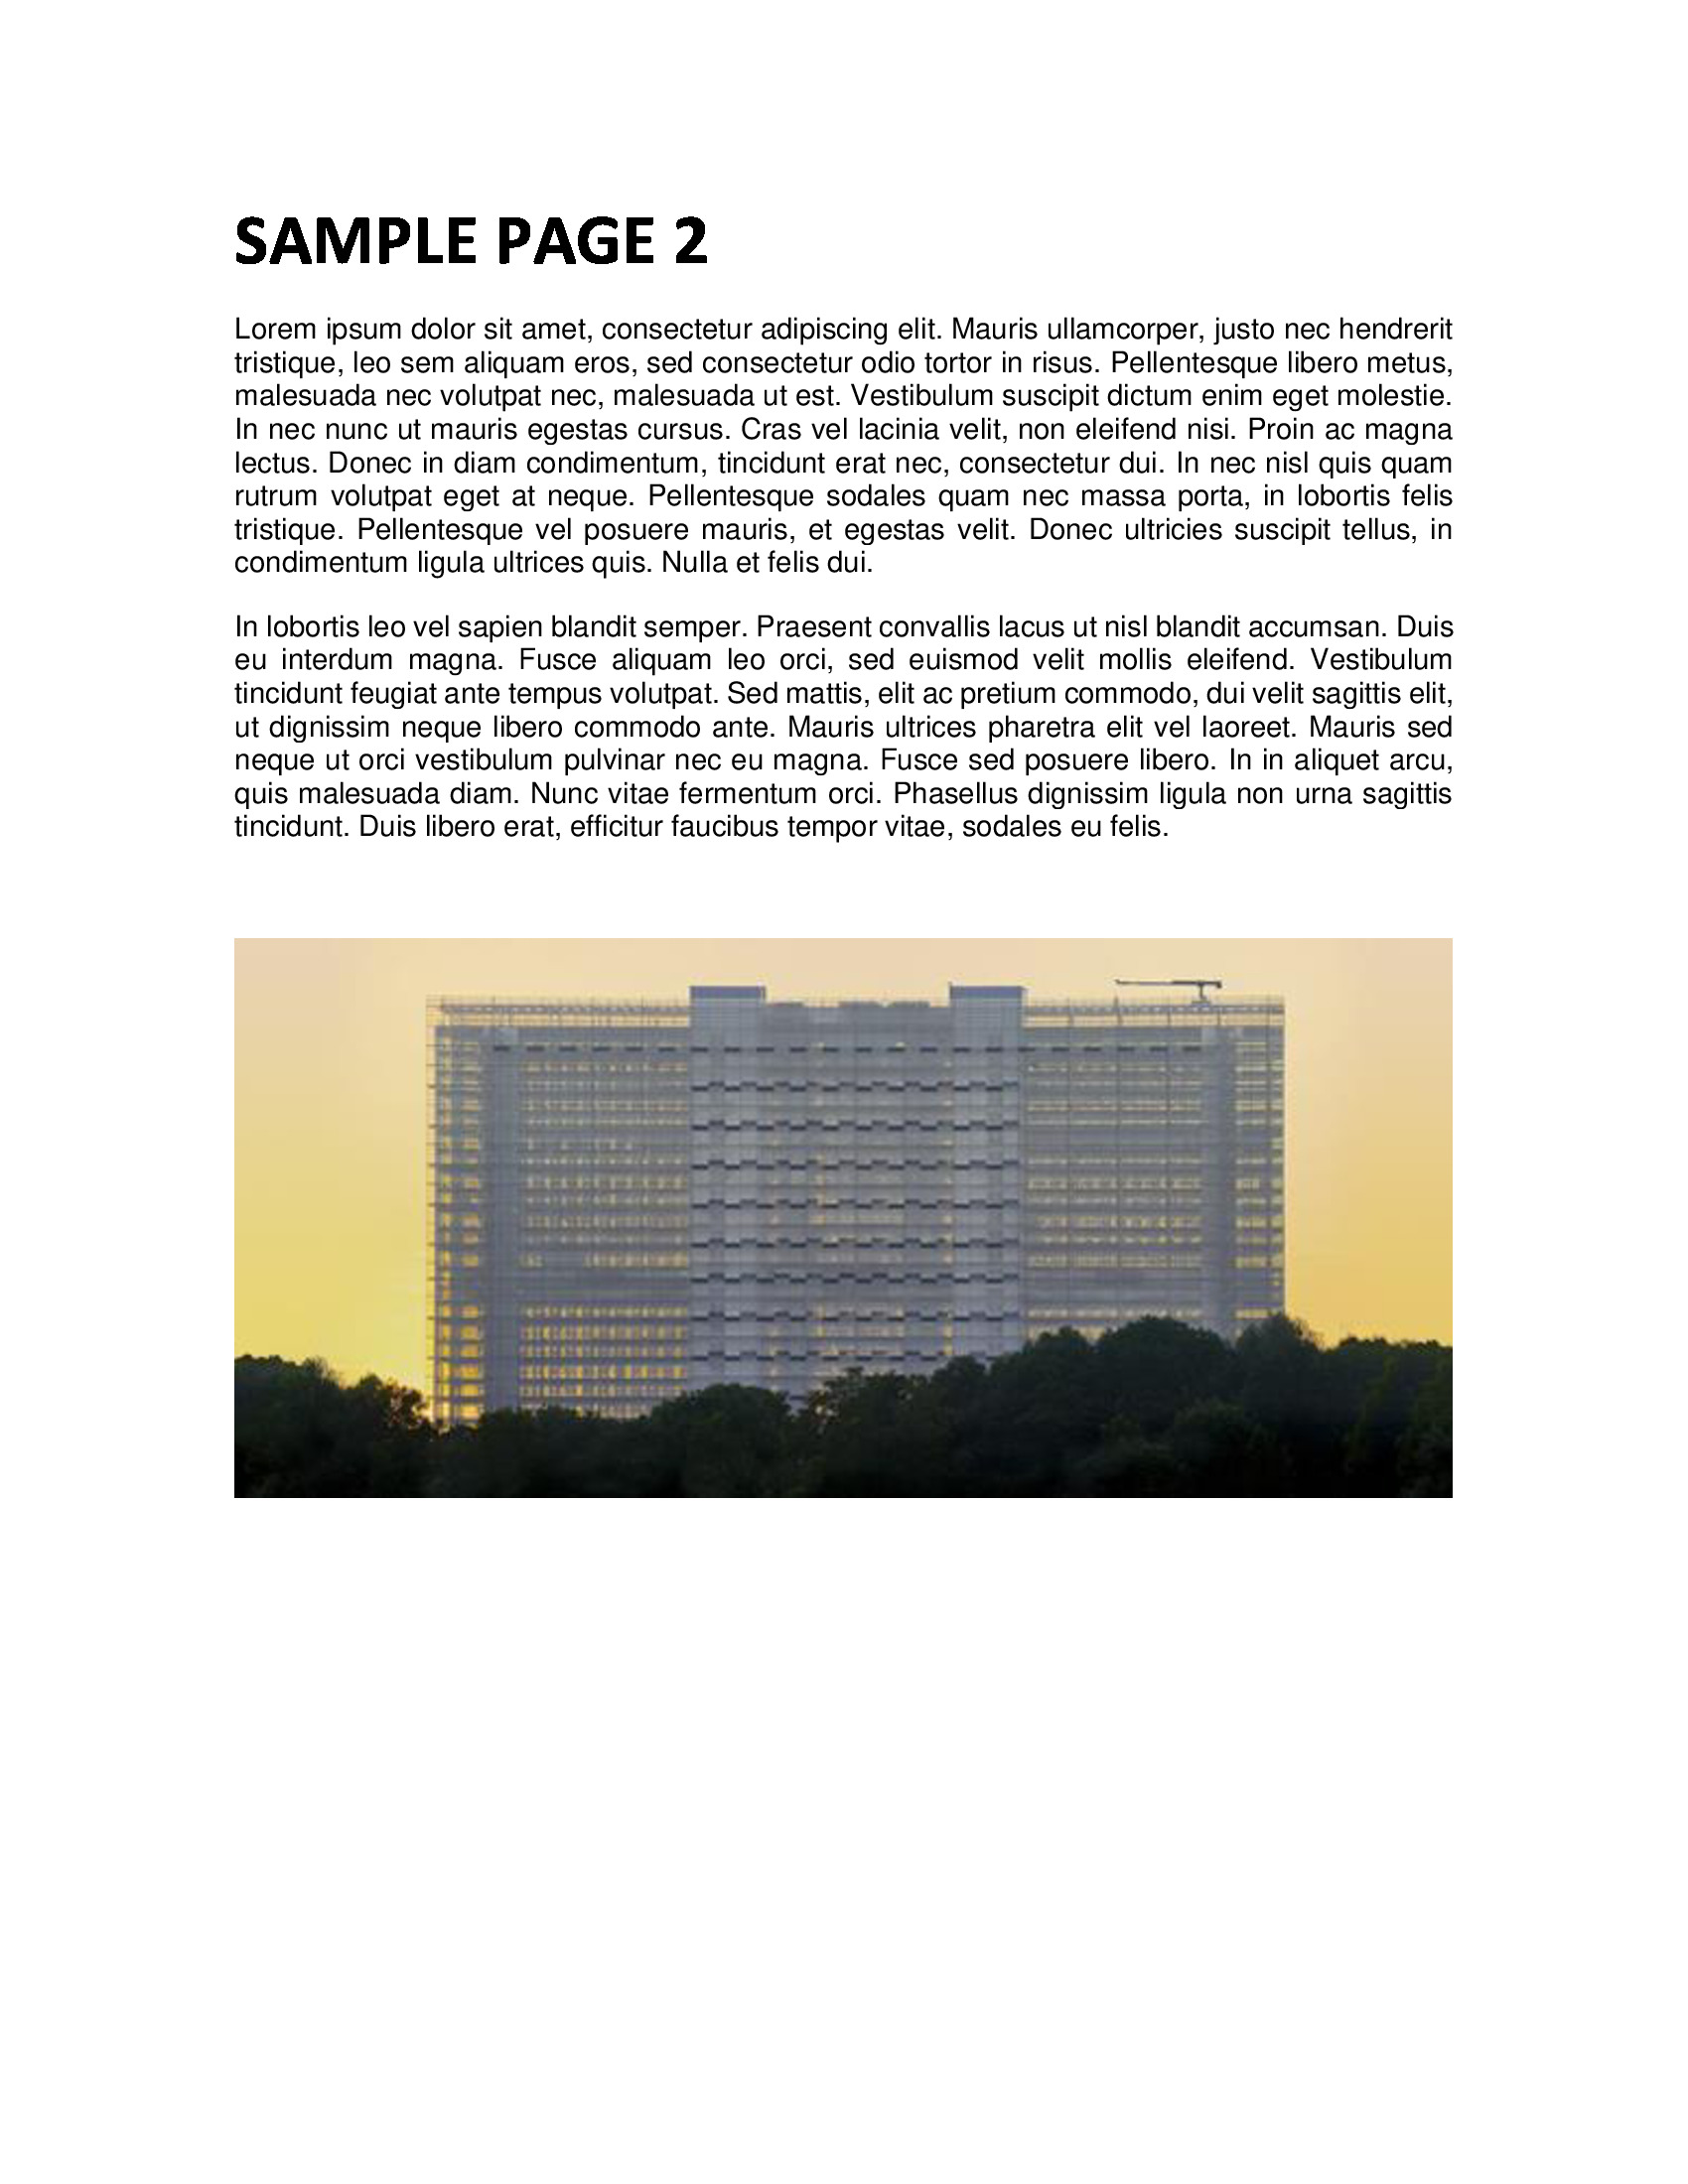 SAMPLE PAGE 2
Lorem ipsum dolor sit amet, consectetur adipiscing elit. Mauris ullamcorper, justo nec hendrerit
tristique, leo sem aliquam eros, sed consectetur odio tortor in risus. Pellentesque libero metus,
malesuada nec volutpat nec, malesuada ut est. Vestibulum suscipit dictum enim eget molestie.
In nec nunc ut mauris egestas cursus. Cras vel lacinia velit, non eleifend nisi. Proin ac magna
lectus. Donec in diam condimentum, tincidunt erat nec, consectetur dui. In nec nisl quis quam
rutrum volutpat eget at neque. Pellentesque sodales quam nec massa porta, in lobortis felis
tristique. Pellentesque vel posuere mauris, et egestas velit. Donec ultricies suscipit tellus, in
condimentum ligula ultrices quis. Nulla et felis dui.
In lobortis leo vel sapien blandit semper. Praesent convallis lacus ut nisl blandit accumsan. Duis
eu interdum magna. Fusce aliquam leo orci, sed euismod velit mollis eleifend. Vestibulum
tincidunt feugiat ante tempus volutpat. Sed mattis, elit ac pretium commodo, dui velit sagittis elit,
ut dignissim neque libero commodo ante. Mauris ultrices pharetra elit vel laoreet. Mauris sed
neque ut orci vestibulum pulvinar nec eu magna. Fusce sed posuere libero. In in aliquet arcu,
quis malesuada diam. Nunc vitae fermentum orci. Phasellus dignissim ligula non urna sagittis
tincidunt. Duis libero erat, efficitur faucibus tempor vitae, sodales eu felis.